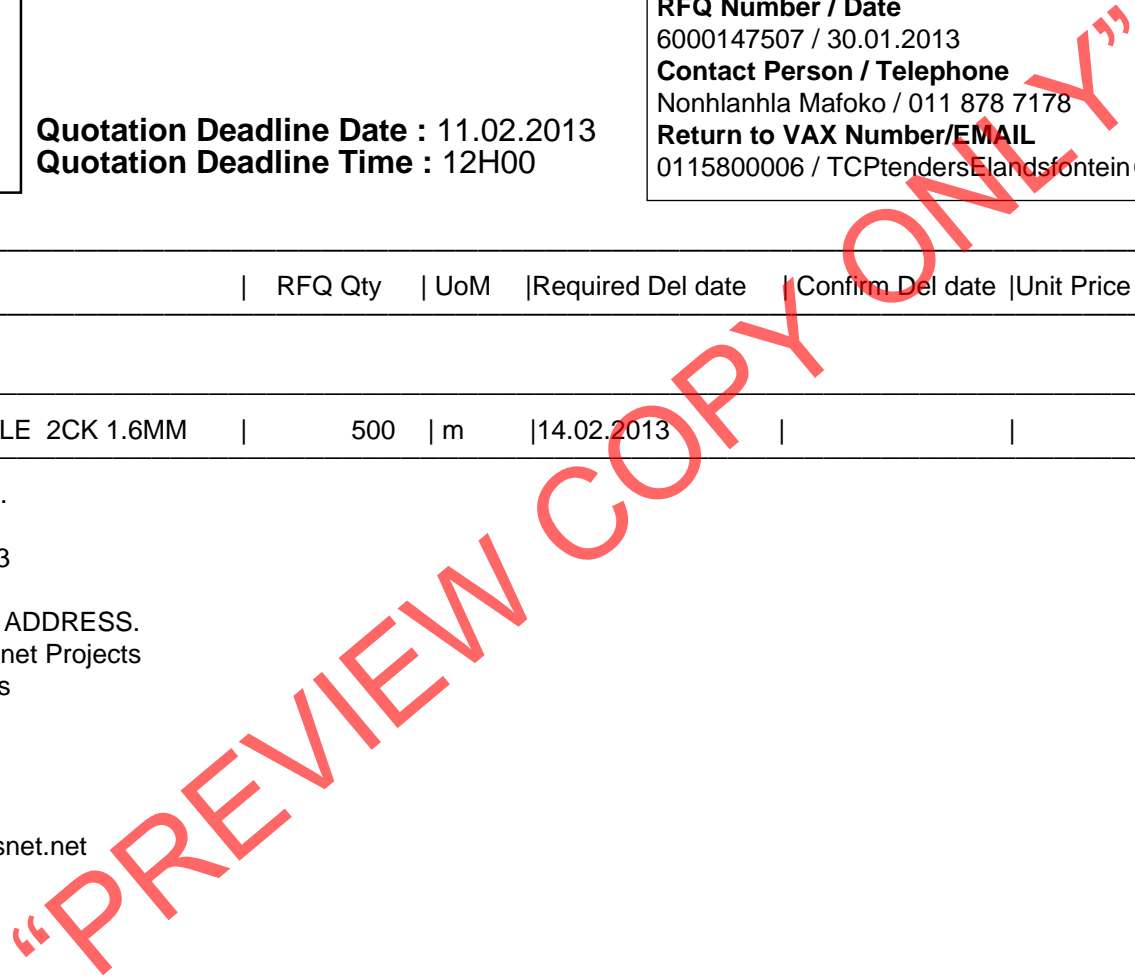 RFQ Number / Date
6000147507 / 30.01.2013
Contact Person / Telephone
Nonhlanhla Mafoko / 011 878 7178
Return to VAX Number/EMAIL
0115800006 / TCPtendersElandsfontein
Quotation Deadline Date : 11.02.2013
Quotation Deadline Time : 12H00
| RFQ Qty | UoM |Required Del date | Confirm Del date |Unit Price
LE 2CK 1.6MM | 500 | m |14.02.2013 | |
.
3
ADDRESS.
net Projects
s
snet.net
“PREVIEW COPY ONLY”